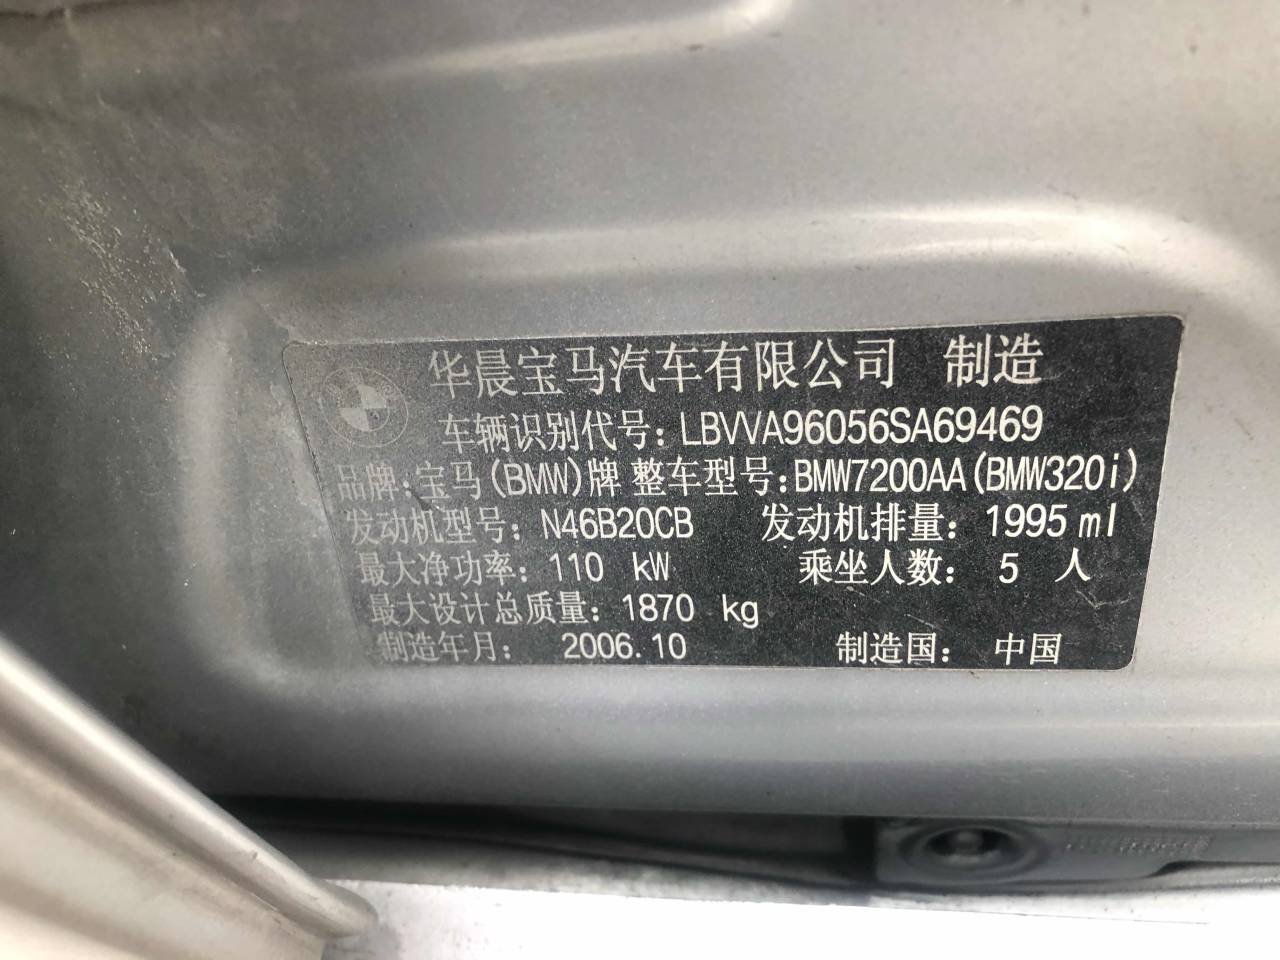 华晨宝马汽车有限公司 制造
车辆识别代号：LBVVA96056SA69469
品牌：宝马(BMW)牌 整车型号：BMW7200AA(BMW320i)
发动机型号：N46B20CB 发动机排量：1995 ml
最大净功率：110 kW 乘坐人数：5 人
最大设计总质量：1870 kg
制造年月：2006.10 制造国：中国